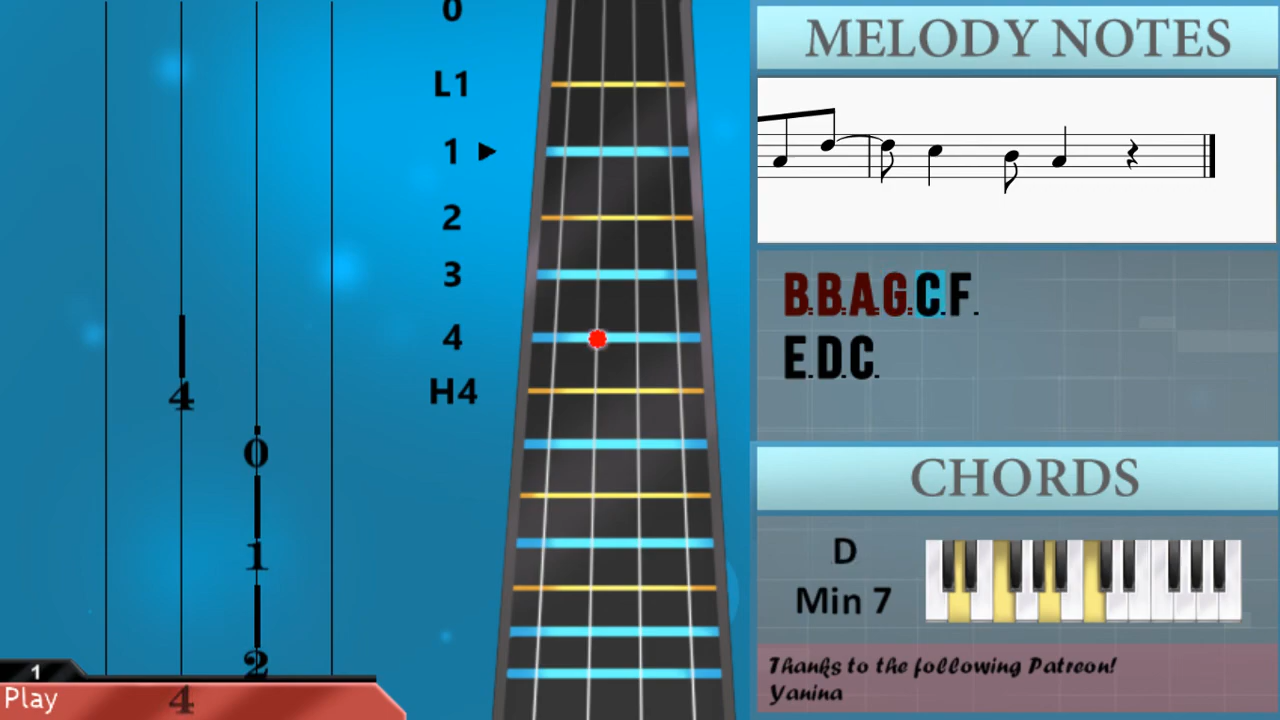 0
L1
1
2
3
4
H4
4
0
1
2
1
Play
4
MELODY NOTES
B.B.A.G.C.F.
E.D.C.
CHORDS
D
Min 7
Thanks to the following Patreon!
Yanina